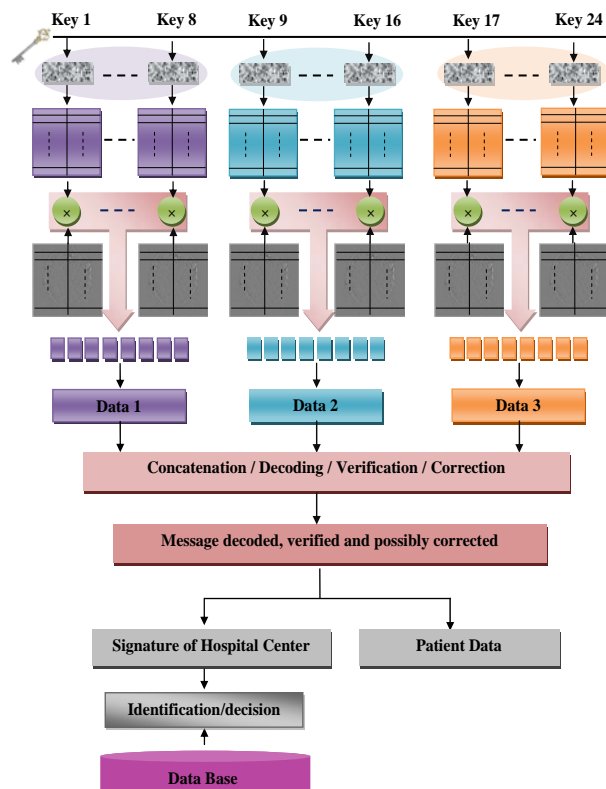 Key 1 Key 8 Key 9 Key 16 Key 17 Key 24
× × × × × ×
Data 1 Data 2 Data 3
Concatenation / Decoding / Verification / Correction
Message decoded, verified and possibly corrected
Signature of Hospital Center Patient Data
Identification/decision
Data Base